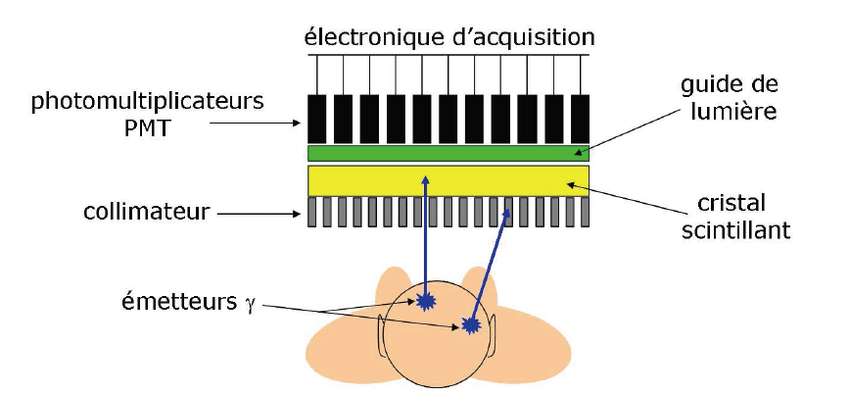 électronique d'acquisition
photomultiplicateurs
PMT
guide de
lumière
collimateur
cristal
scintillant
émetteurs γ